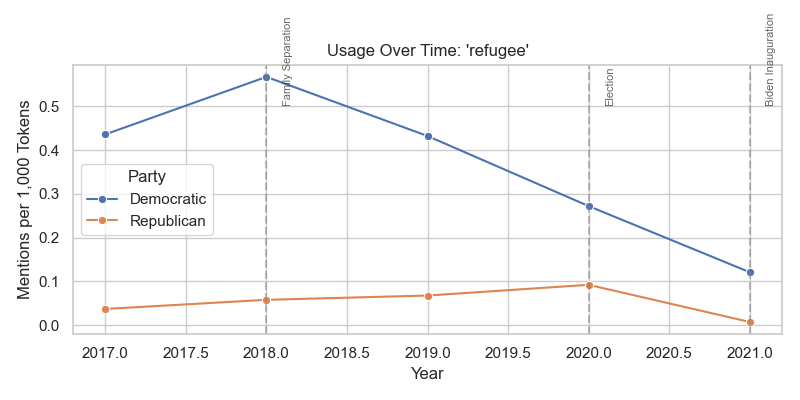 Usage Over Time: 'refugee'
Family Separation
Election
Biden Inauguration
Mentions per 1,000 Tokens
0.5
0.4
0.3
0.2
0.1
0.0
Party
Democratic
Republican
2017.0 2017.5 2018.0 2018.5 2019.0 2019.5 2020.0 2020.5 2021.0
Year